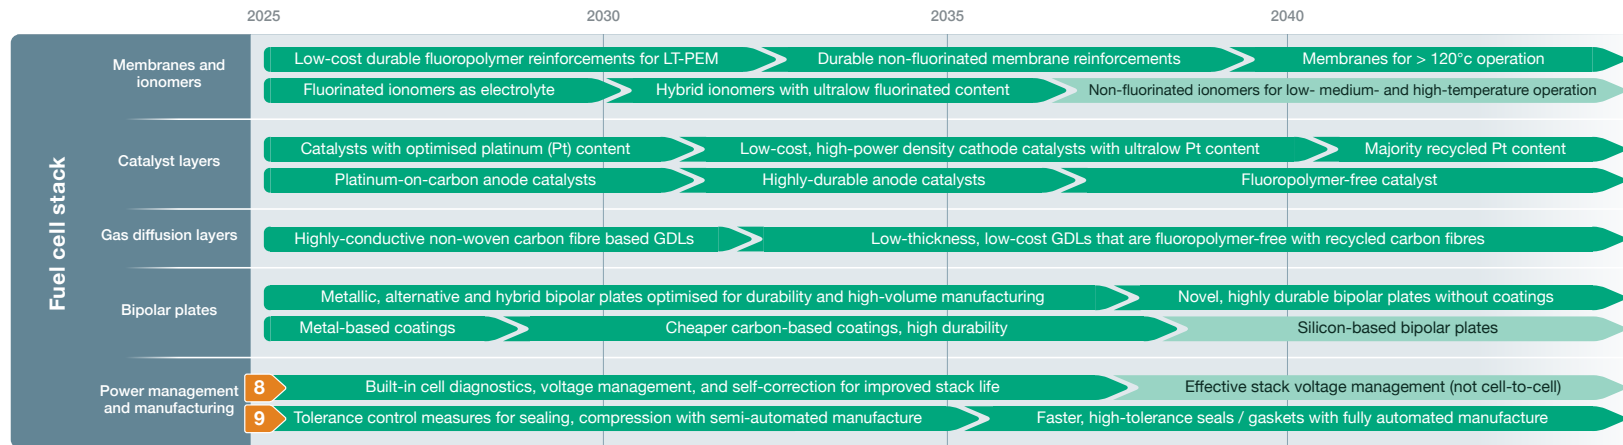 2025 2030 2035 2040
Fuel cell stack
Membranes and
ionomers
Low-cost durable fluoropolymer reinforcements for LT-PEM
Durable non-fluorinated membrane reinforcements
Membranes for > 120°c operation
Fluorinated ionomers as electrolyte
Hybrid ionomers with ultralow fluorinated content
Non-fluorinated ionomers for low- medium- and high-temperature operation
Catalyst layers
Catalysts with optimised platinum (Pt) content
Low-cost, high-power density cathode catalysts with ultralow Pt content
Majority recycled Pt content
Platinum-on-carbon anode catalysts
Highly-durable anode catalysts
Fluoropolymer-free catalyst
Gas diffusion layers
Highly-conductive non-woven carbon fibre based GDLs
Low-thickness, low-cost GDLs that are fluoropolymer-free with recycled carbon fibres
Bipolar plates
Metallic, alternative and hybrid bipolar plates optimised for durability and high-volume manufacturing
Novel, highly durable bipolar plates without coatings
Metal-based coatings
Cheaper carbon-based coatings, high durability
Silicon-based bipolar plates
Power management
and manufacturing
8
Built-in cell diagnostics, voltage management, and self-correction for improved stack life
Effective stack voltage management (not cell-to-cell)
9
Tolerance control measures for sealing, compression with semi-automated manufacture
Faster, high-tolerance seals / gaskets with fully automated manufacture